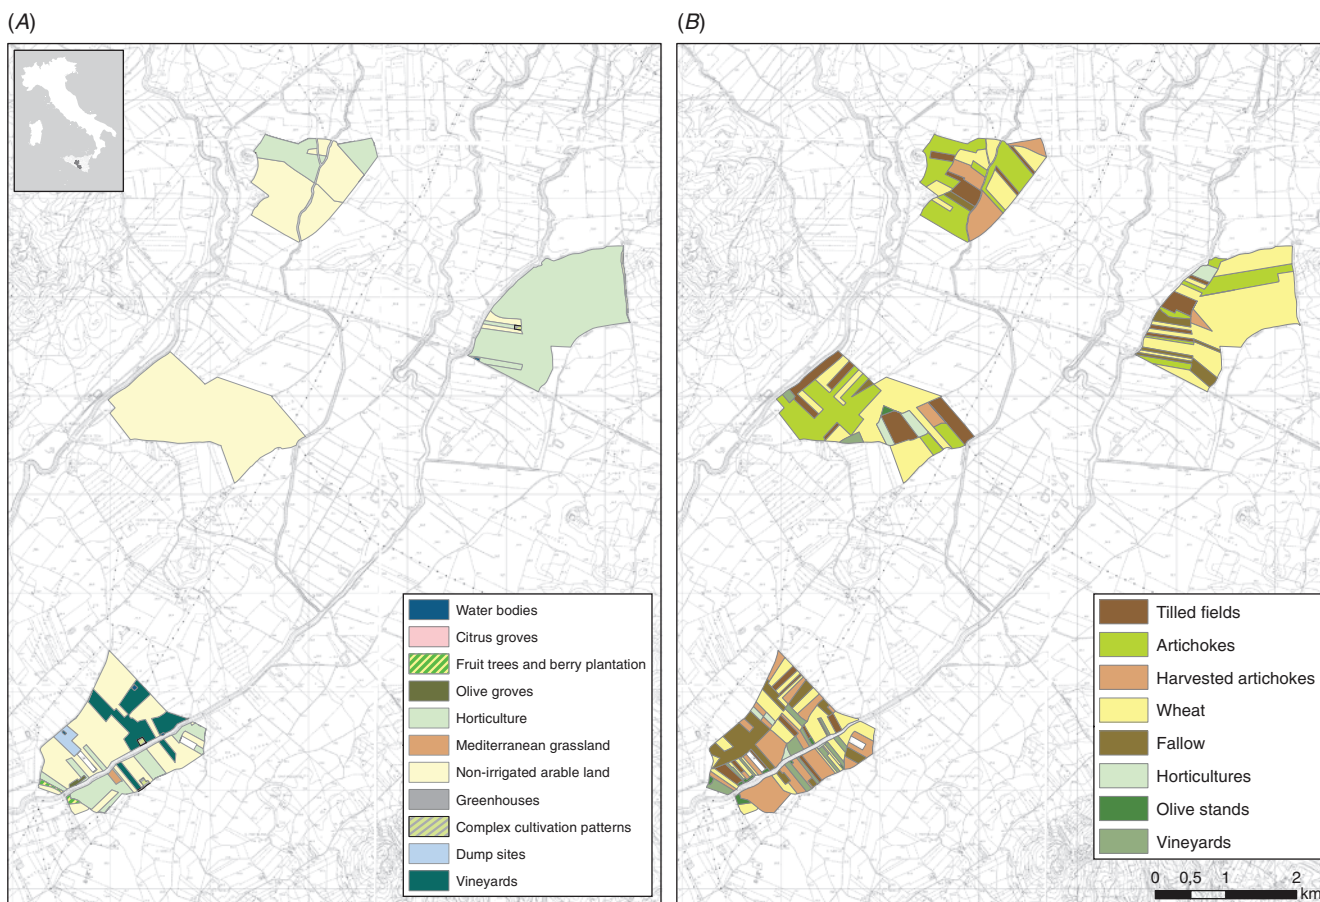 (A)
(B)
Water bodies
Citrus groves
Fruit trees and berry plantation
Olive groves
Horticulture
Mediterranean grassland
Non-irrigated arable land
Greenhouses
Complex cultivation patterns
Dump sites
Vineyards
Tilled fields
Artichokes
Harvested artichokes
Wheat
Fallow
Horticultures
Olive stands
Vineyards
0 0,5 1 2
km